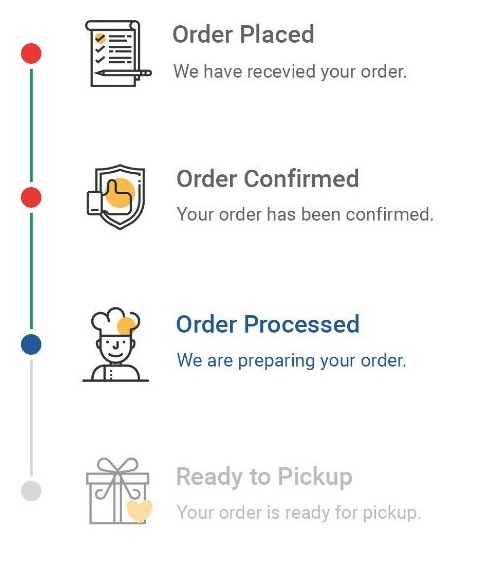 Order Placed
We have recevied your order.
Order Confirmed
Your order has been confirmed.
Order Processed
We are preparing your order.
Ready to Pickup
Your order is ready for pickup.